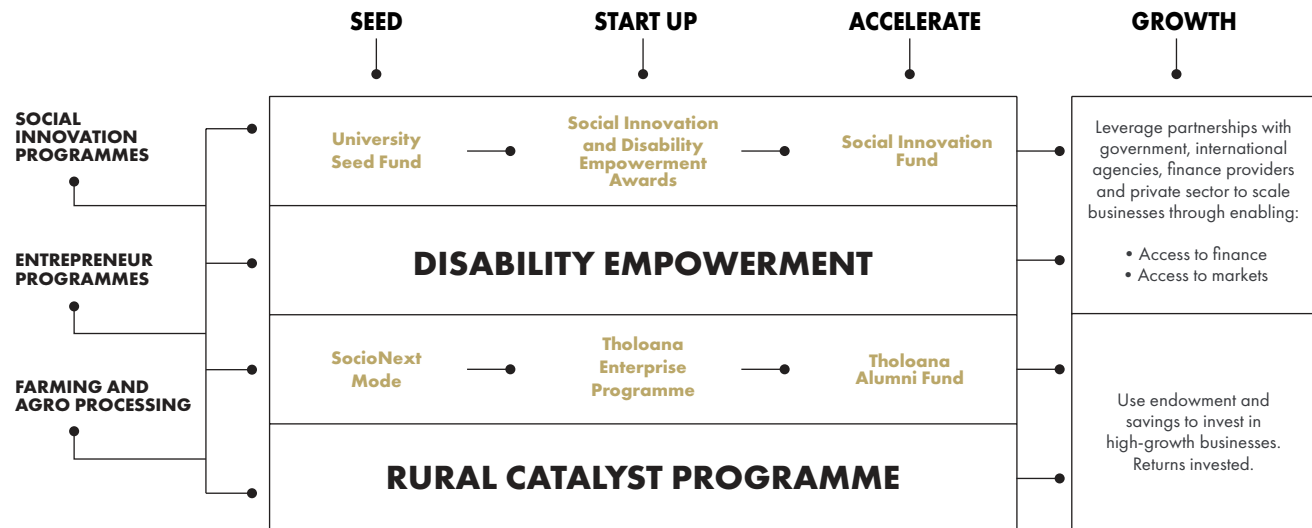 SEED
START UP
ACCELERATE
GROWTH
SOCIAL
INNOVATION
PROGRAMMES
ENTREPRENEUR
PROGRAMMES
FARMING AND
AGRO PROCESSING
University
Seed Fund
Social Innovation
and Disability
Empowerment
Awards
Social Innovation
Fund
DISABILITY EMPOWERMENT
SocioNext
Mode
Tholoana
Enterprise
Programme
Tholoana
Alumni Fund
RURAL CATALYST PROGRAMME
Leverage partnerships with
government, international
agencies, finance providers
and private sector to scale
businesses through enabling:
• Access to finance
• Access to markets
Use endowment and
savings to invest in
high-growth businesses.
Returns invested.